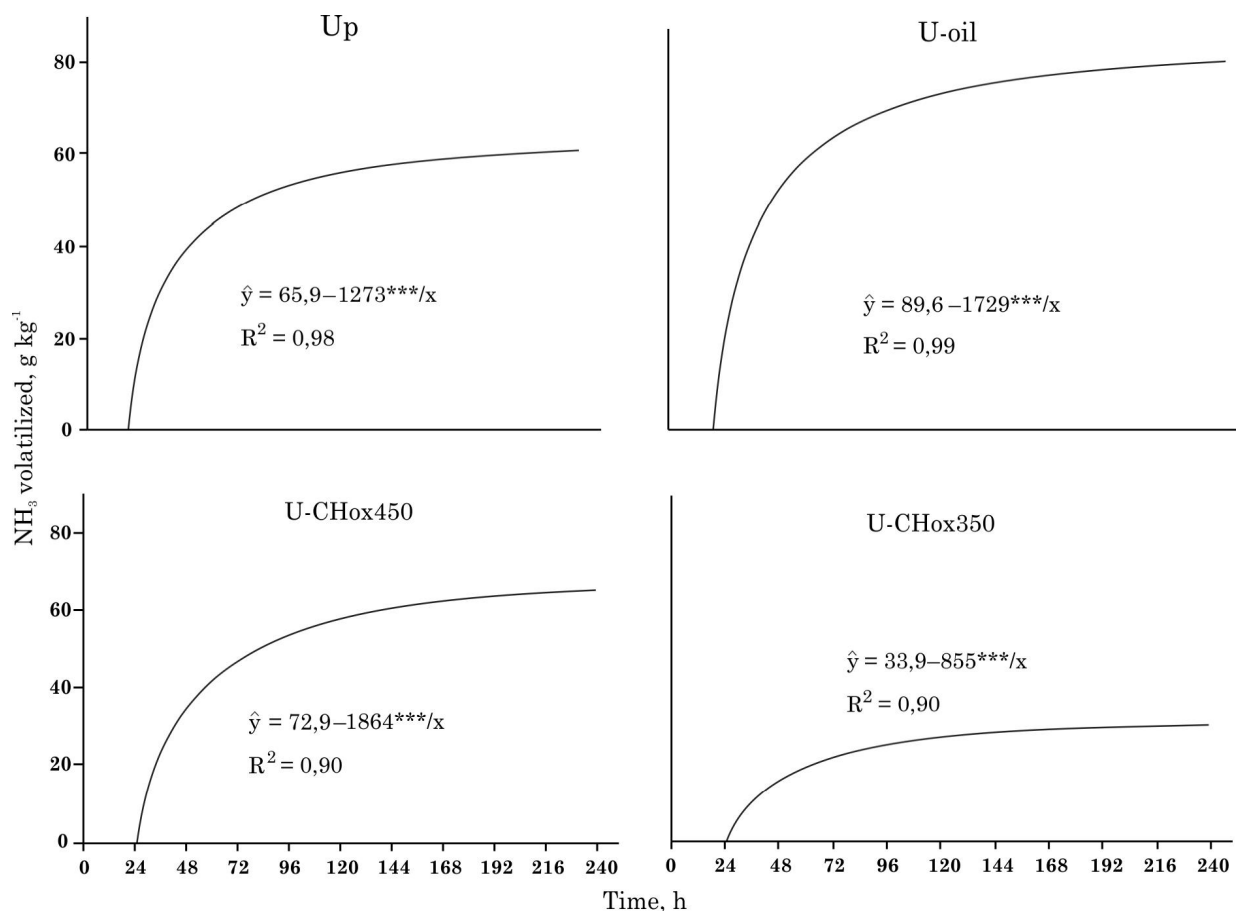 Up
80
60
40
20
0
ŷ = 65,9–1273***/x
R² = 0,98
U-oil
ŷ = 89,6 –1729***/x
R² = 0,99
NH₃ volatilized, g kg⁻¹
U-CHox450
80
60
40
20
0
ŷ = 72,9–1864***/x
R² = 0,90
0 24 48 72 96 120 144 168 192 216 240
U-CHox350
ŷ = 33,9–855***/x
R² = 0,90
0 24 48 72 96 120 144 168 192 216 240
Time, h